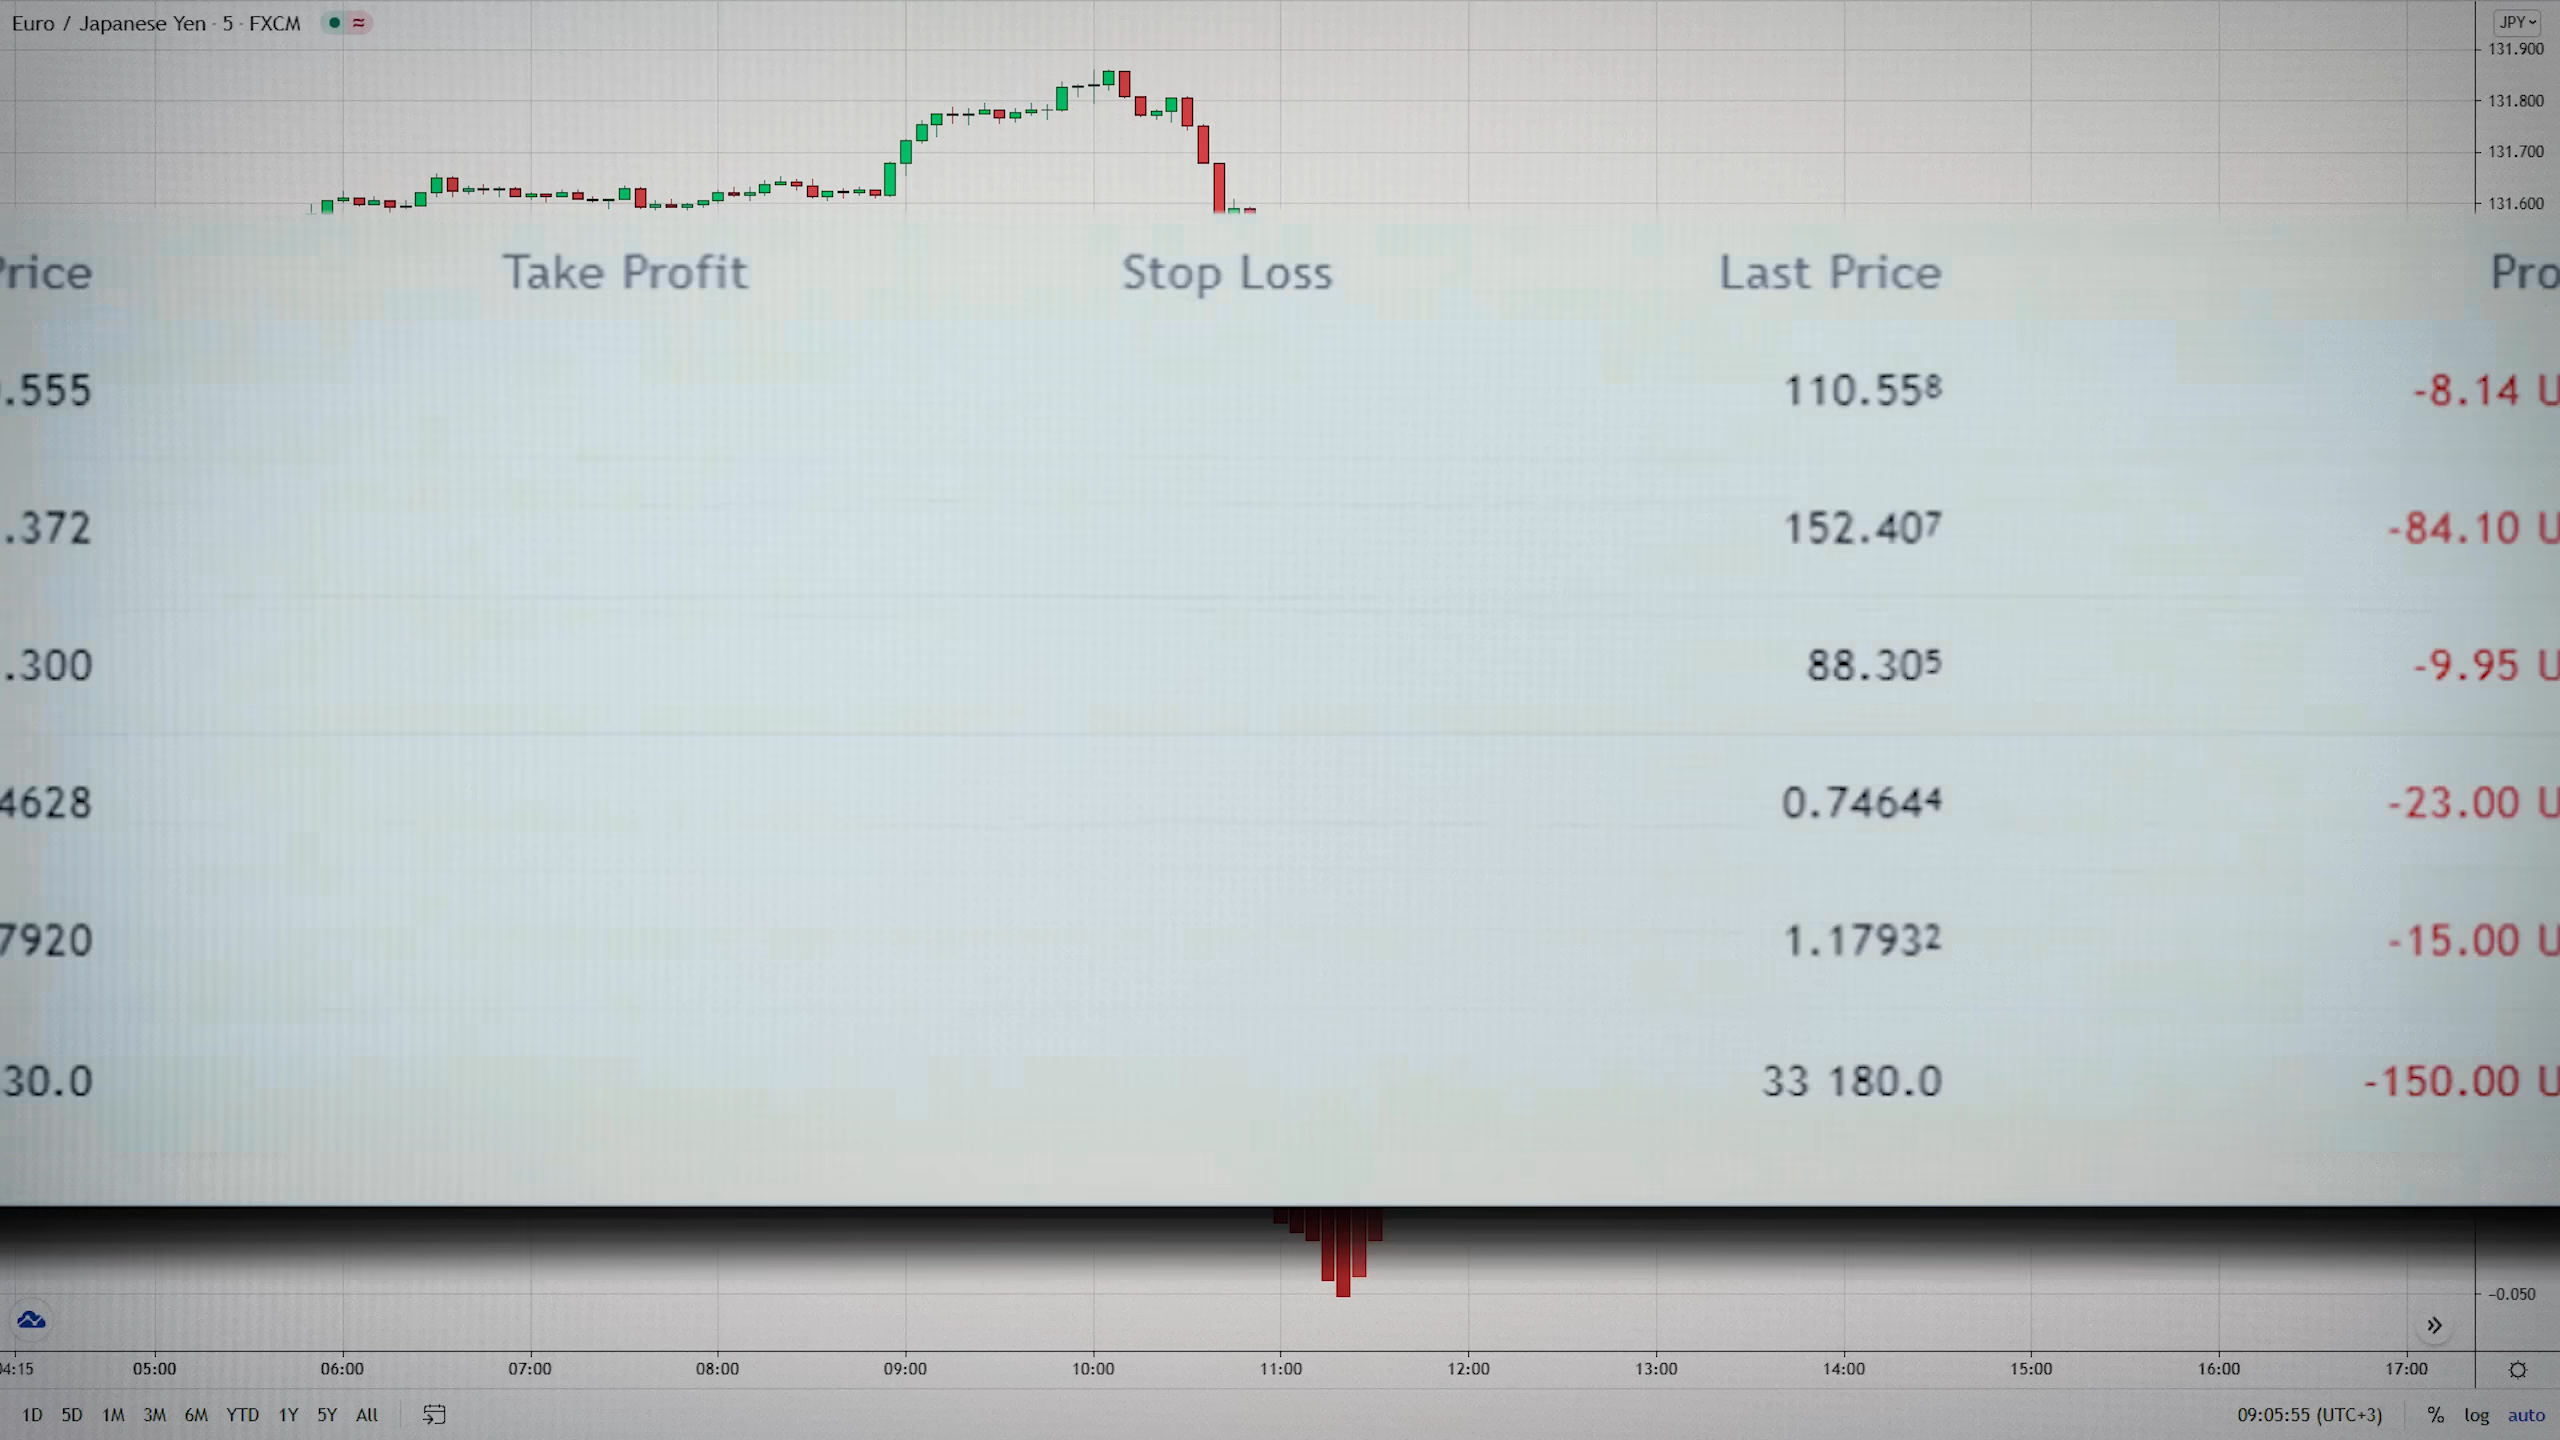 Euro / Japanese Yen · 5 · FXCM
JPY
131.900
131.800
131.700
131.600
Price Take Profit Stop Loss Last Price Pro
.555 110.558 -8.14 U
.372 152.407 -84.10 U
.300 88.305 -9.95 U
4628 0.74644 -23.00 U
7920 1.17932 -15.00 U
30.0 33 180.0 -150.00 U
−0.050
04:15 05:00 06:00 07:00 08:00 09:00 10:00 11:00 12:00 13:00 14:00 15:00 16:00 17:00
1D 5D 1M 3M 6M YTD 1Y 5Y All 09:05:55 (UTC+3) % log auto